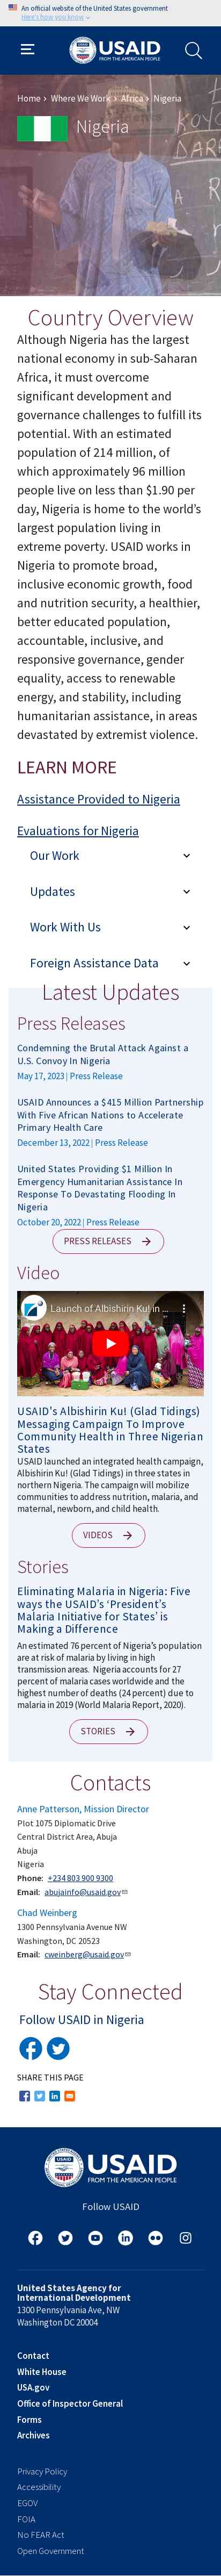 An official website of the United States government
Here's how you know
USAID
FROM THE AMERICAN PEOPLE
Home > Where We Work > Africa > Nigeria
Nigeria
Country Overview
Although Nigeria has the largest
national economy in sub-Saharan
Africa, it must overcome
significant development and
governance challenges to fulfill its
potential. With an estimated
population of 214 million, of
which approximately 96 million
people live on less than $1.90 per
day, Nigeria is home to the world's
largest population living in
extreme poverty. USAID works in
Nigeria to promote broad,
inclusive economic growth, food
and nutrition security, a healthier,
better educated population,
accountable, inclusive, and
responsive governance, gender
equality, access to renewable
energy, and stability, including
humanitarian assistance, in areas
devastated by extremist violence.
LEARN MORE
Assistance Provided to Nigeria
Evaluations for Nigeria
Our Work
Updates
Work With Us
Foreign Assistance Data
Latest Updates
Press Releases
Condemning the Brutal Attack Against a
U.S. Convoy In Nigeria
May 17, 2023 | Press Release
USAID Announces a $415 Million Partnership
With Five African Nations to Accelerate
Primary Health Care
December 13, 2022 | Press Release
United States Providing $1 Million In
Emergency Humanitarian Assistance In
Response To Devastating Flooding In
Nigeria
October 20, 2022 | Press Release
PRESS RELEASES
Video
Launch of Albishirin Ku! in ...
USAID's Albishirin Ku! (Glad Tidings)
Messaging Campaign To Improve
Community Health in Three Nigerian
States
USAID launched an integrated health campaign,
Albishirin Ku! (Glad Tidings) in three states in
northern Nigeria. The campaign will mobilize
communities to address nutrition, malaria, and
maternal, newborn, and child health.
VIDEOS
Stories
Eliminating Malaria in Nigeria: Five
ways the USAID's 'President's
Malaria Initiative for States' is
Making a Difference
An estimated 76 percent of Nigeria's population
are at risk of malaria by living in high
transmission areas. Nigeria accounts for 27
percent of malaria cases worldwide and the
highest number of deaths (24 percent) due to
malaria in 2019 (World Malaria Report, 2020).
STORIES
Contacts
Anne Patterson, Mission Director
Plot 1075 Diplomatic Drive
Central District Area, Abuja
Abuja
Nigeria
Phone: +234 803 900 9300
Email: abujainfo@usaid.gov
Chad Weinberg
1300 Pennsylvania Avenue NW
Washington, DC 20523
Email: cweinberg@usaid.gov
Stay Connected
Follow USAID in Nigeria
SHARE THIS PAGE
USAID
FROM THE AMERICAN PEOPLE
Follow USAID
United States Agency for
International Development
1300 Pennsylvania Ave, NW
Washington DC 20004
Contact
White House
USA.gov
Office of Inspector General
Forms
Archives
Privacy Policy
Accessibility
EGOV
FOIA
No FEAR Act
Open Government